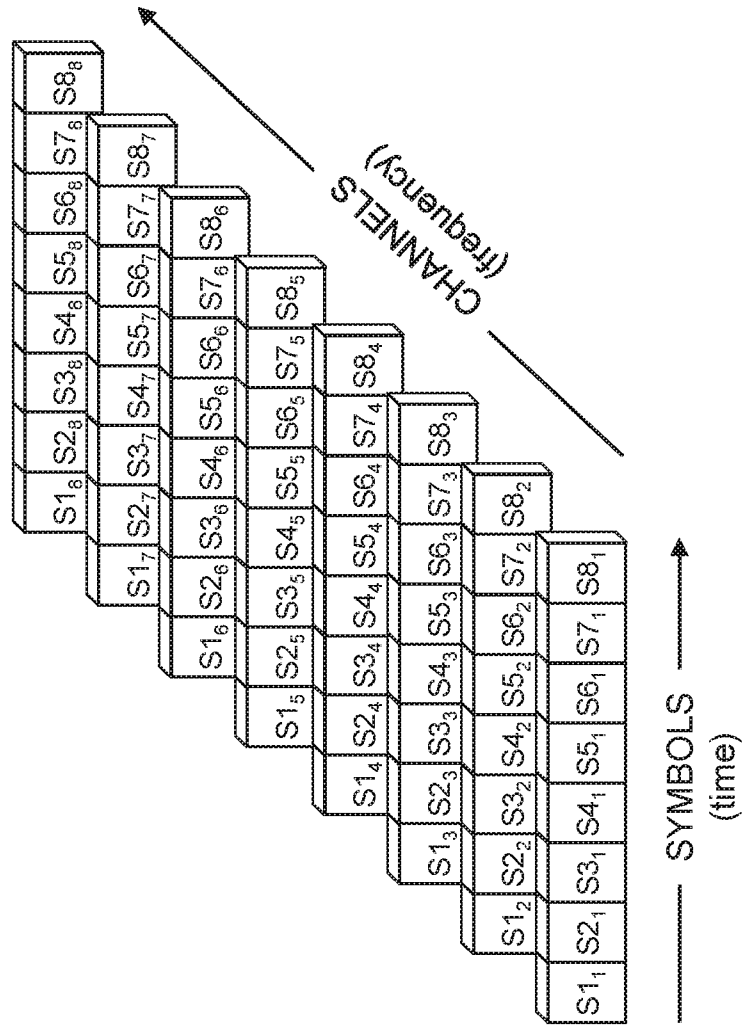 S1₈ S2₈ S3₈ S4₈ S5₈ S6₈ S7₈ S8₈
S1₇ S2₇ S3₇ S4₇ S5₇ S6₇ S7₇ S8₇
S1₆ S2₆ S3₆ S4₆ S5₆ S6₆ S7₆ S8₆
S1₅ S2₅ S3₅ S4₅ S5₅ S6₅ S7₅ S8₅
S1₄ S2₄ S3₄ S4₄ S5₄ S6₄ S7₄ S8₄
S1₃ S2₃ S3₃ S4₃ S5₃ S6₃ S7₃ S8₃
S1₂ S2₂ S3₂ S4₂ S5₂ S6₂ S7₂ S8₂
S1₁ S2₁ S3₁ S4₁ S5₁ S6₁ S7₁ S8₁
CHANNELS
(frequency)
SYMBOLS
(time)